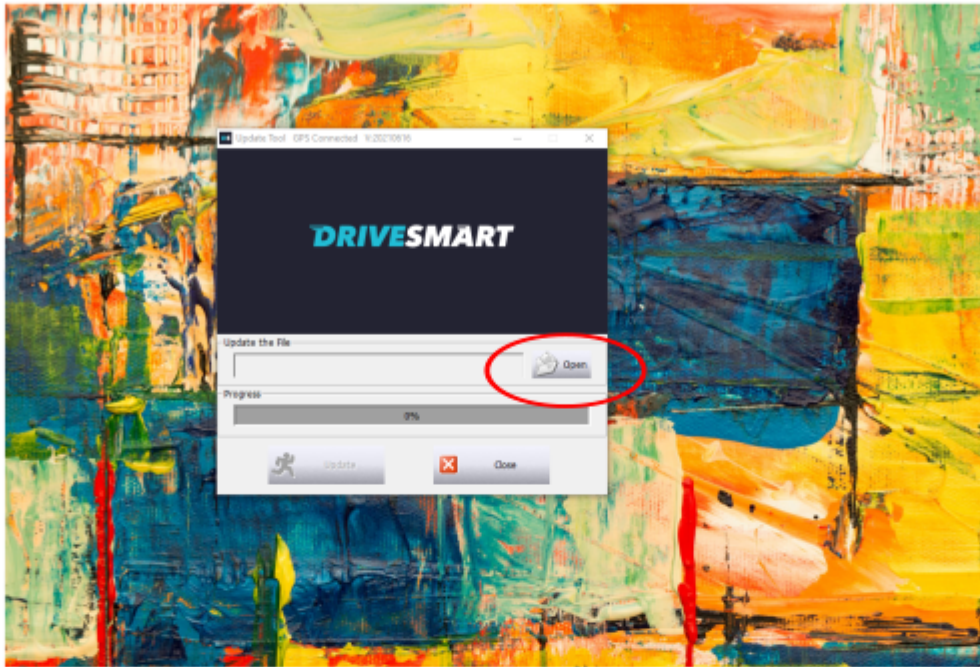 Update Tool GPS Connected V:20210616
DRIVESMART
Update the File
Open
Progress
0%
Update
Close